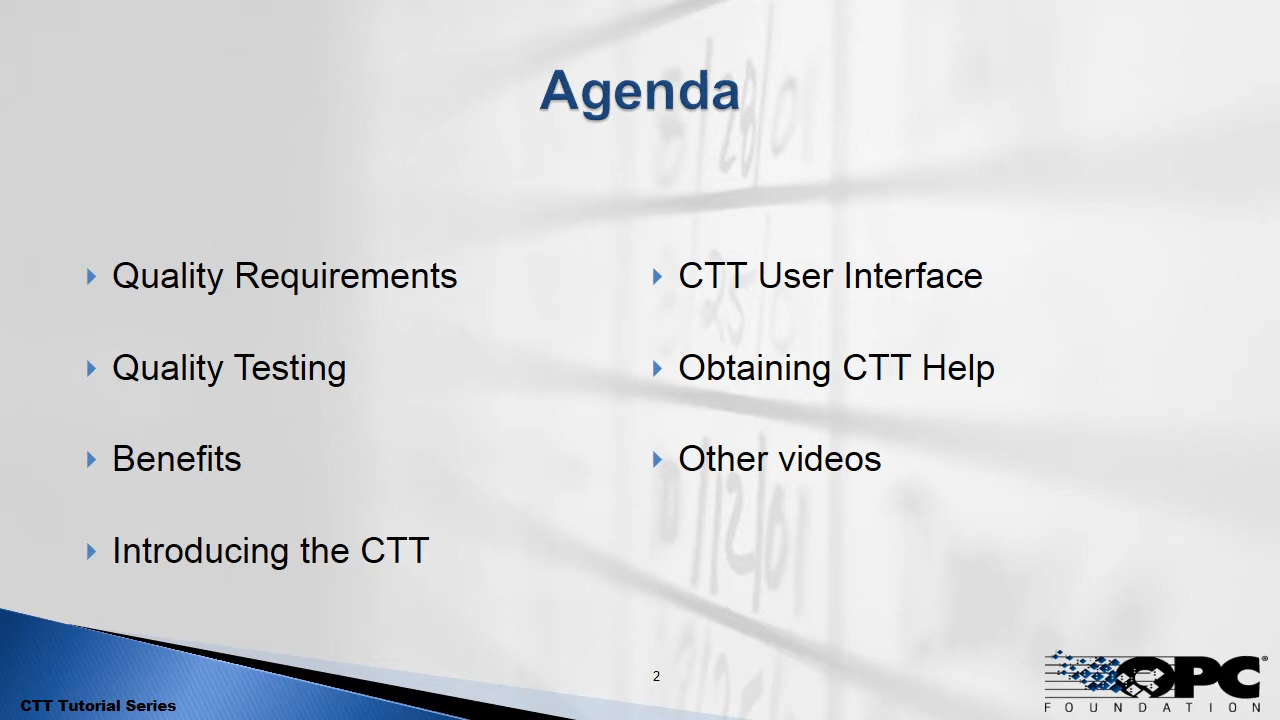 Agenda
Quality Requirements
Quality Testing
Benefits
Introducing the CTT
CTT User Interface
Obtaining CTT Help
Other videos
2
CTT Tutorial Series
OPC®
FOUNDATION